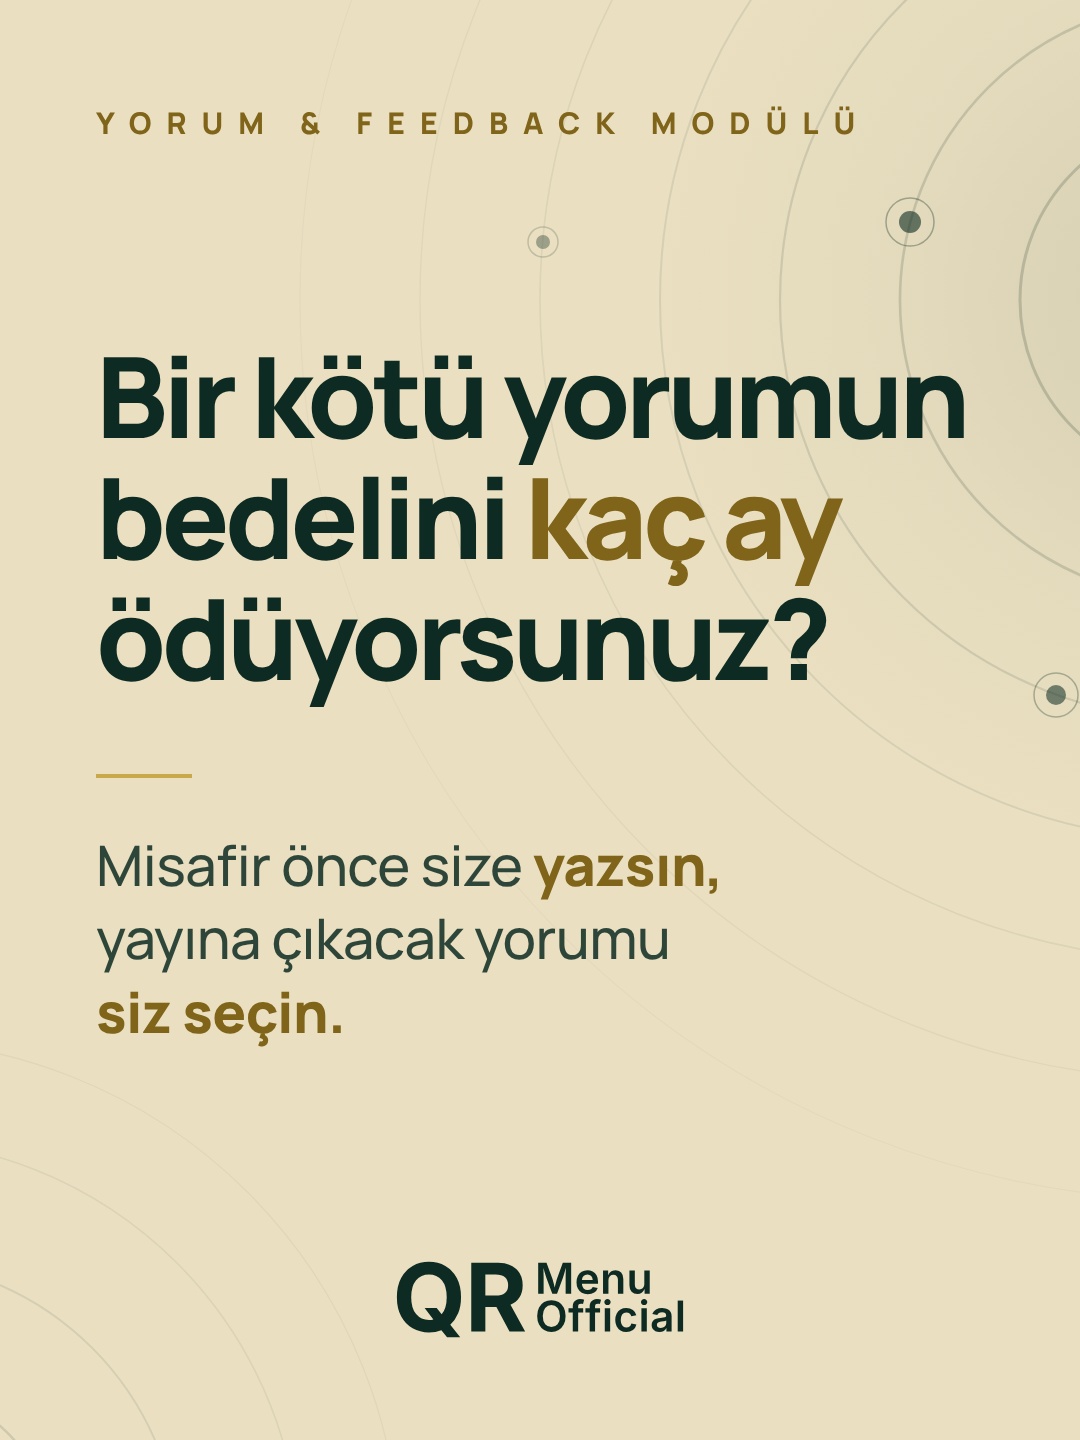 YORUM & FEEDBACK MODÜLÜ
Bir kötü yorumun
bedelini kaç ay
ödüyorsunuz?
Misafir önce size yazsın,
yayına çıkacak yorumu
siz seçin.
QR Menu
Official